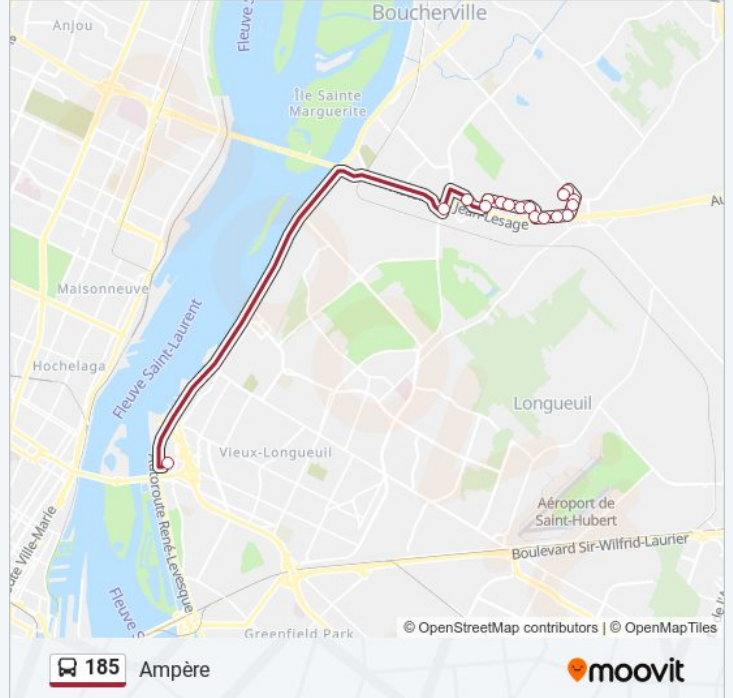 Boucherville
Anjou
Fleuve S
Île Sainte
Marguerite
Au
Jean-Lesage
Maisonneuve
Fleuve Saint-Laurent
Hochelaga
Longueuil
Vieux-Longueuil
Autoroute René-Levesque
Aéroport de
Saint-Hubert
oute Ville-Marie
Boulevard Sir-Wilfrid-Laurier
Fleuve S
Greenfield Park
© OpenStreetMap contributors | © OpenMapTiles
185 Ampère
moovit